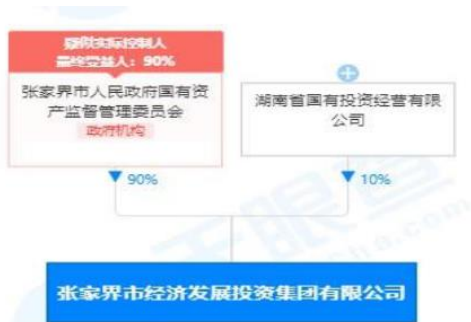 疑似实际控制人
最终受益人：90%
张家界市人民政府国有资
产监督管理委员会
政府机构
湖南省国有投资经营有限
公司
90%
10%
张家界市经济发展投资集团有限公司